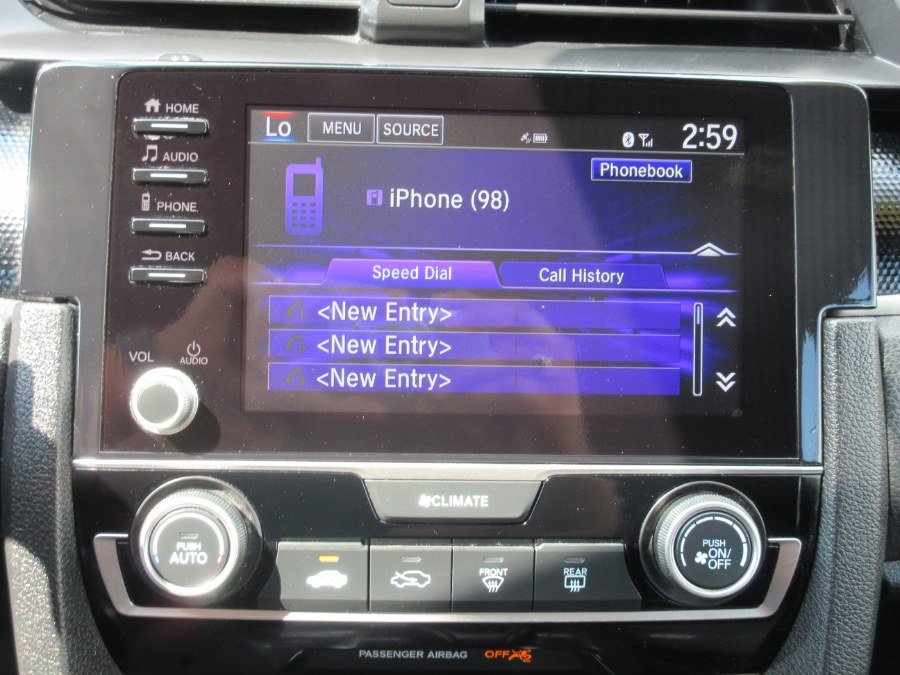 HOME
AUDIO
PHONE
BACK
VOL
AUDIO
Lo MENU SOURCE 2:59
Phonebook
iPhone (98)
Speed Dial Call History
<New Entry>
<New Entry>
<New Entry>
CLIMATE
PUSH
AUTO
FRONT
REAR
PUSH
ON/
OFF
PASSENGER AIRBAG OFF 2